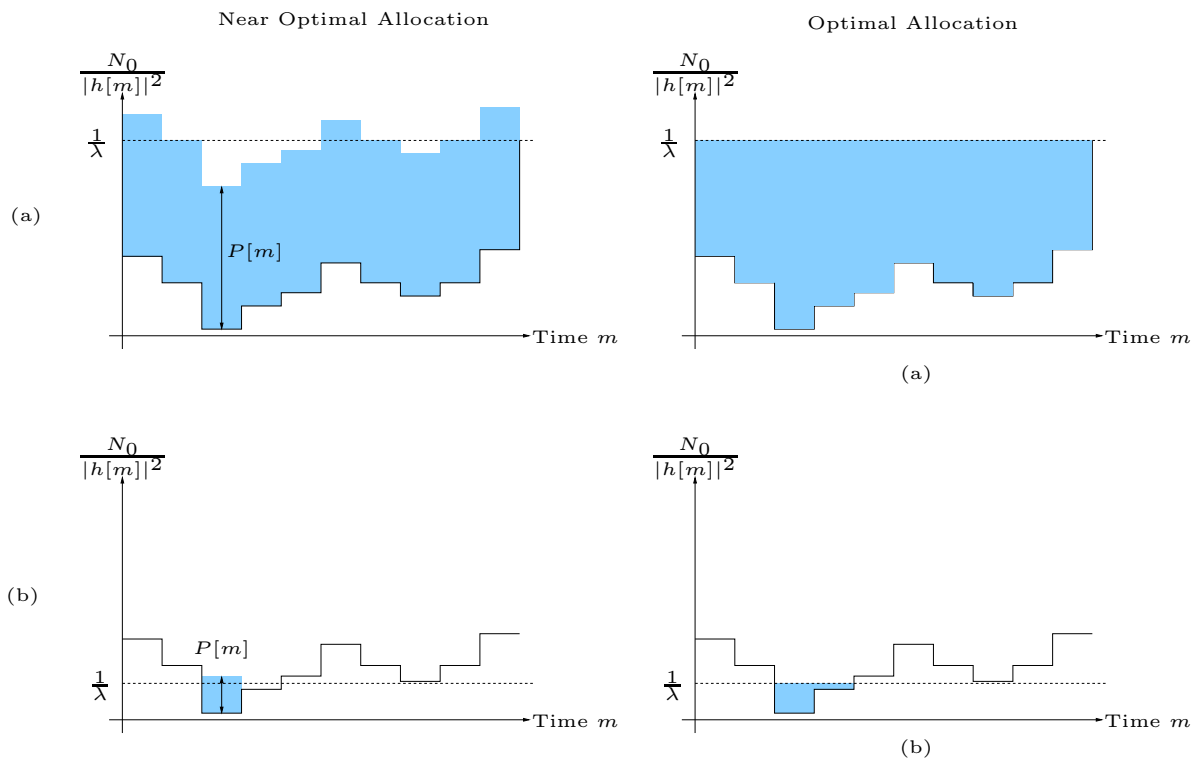 Near Optimal Allocation
Optimal Allocation
N₀
|h[m]|²
1
λ
P[m]
Time m
(a)
N₀
|h[m]|²
1
λ
Time m
(a)
N₀
|h[m]|²
P[m]
1
λ
Time m
(b)
N₀
|h[m]|²
1
λ
Time m
(b)